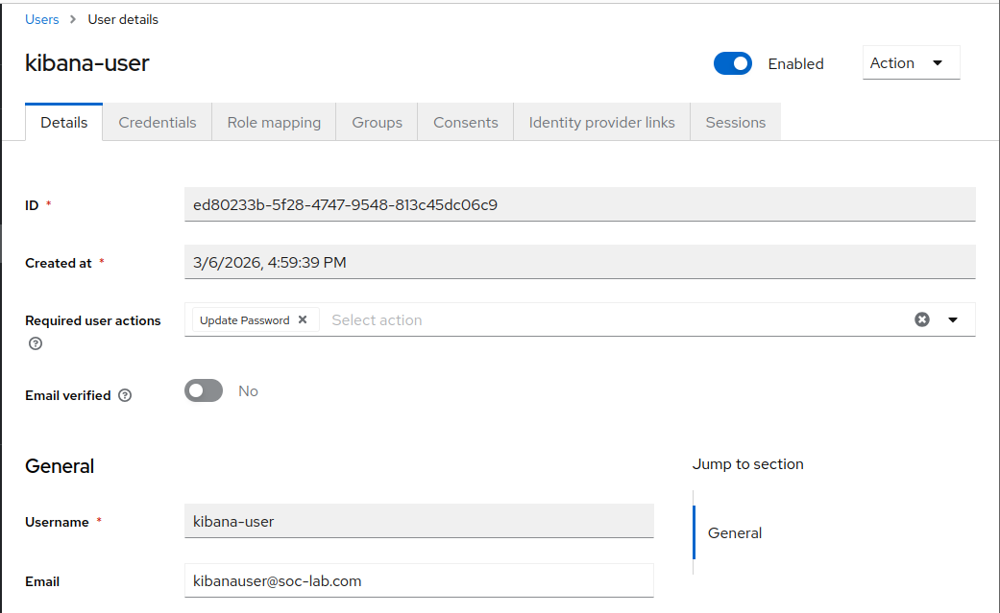 Users > User details
kibana-user
Enabled
Action
Details Credentials Role mapping Groups Consents Identity provider links Sessions
ID *
ed80233b-5f28-4747-9548-813c45dc06c9
Created at *
3/6/2026, 4:59:39 PM
Required user actions
Update Password
Select action
Email verified
No
General
Jump to section
Username *
kibana-user
General
Email
kibanauser@soc-lab.com